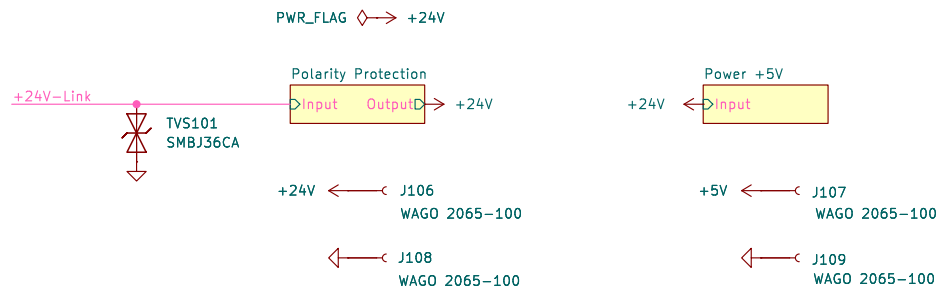 PWR_FLAG +24V
Polarity Protection
Power +5V
+24V-Link
Input Output
+24V
+24V
Input
TVS101
SMBJ36CA
+24V
J106
WAGO 2065-100
+5V
J107
WAGO 2065-100
J108
WAGO 2065-100
J109
WAGO 2065-100